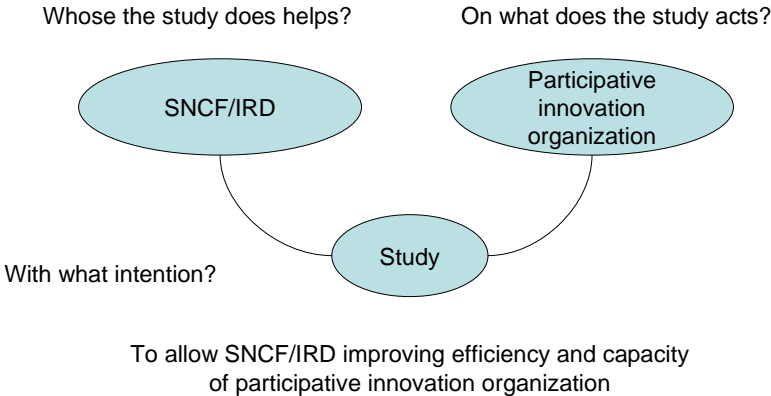 Whose the study does helps?
On what does the study acts?
SNCF/IRD
Participative
innovation
organization
Study
With what intention?
To allow SNCF/IRD improving efficiency and capacity
of participative innovation organization